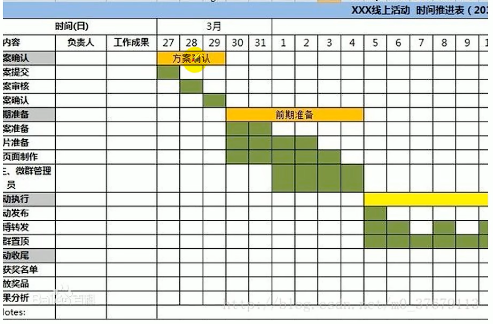 XXX线上活动 时间推进表（20
时间(日) 3月
内容 负责人 工作成果 27 28 29 30 31 1 2 3 4 5 6 7 8 9
案确认 方案确认
案提交
案审核
案确认
期准备 前期准备
案准备
片准备
页面制作
主、微群管理
员
动执行
动发布
博转发
群置顶
动收尾
获奖名单
放奖品
果分析
Notes: